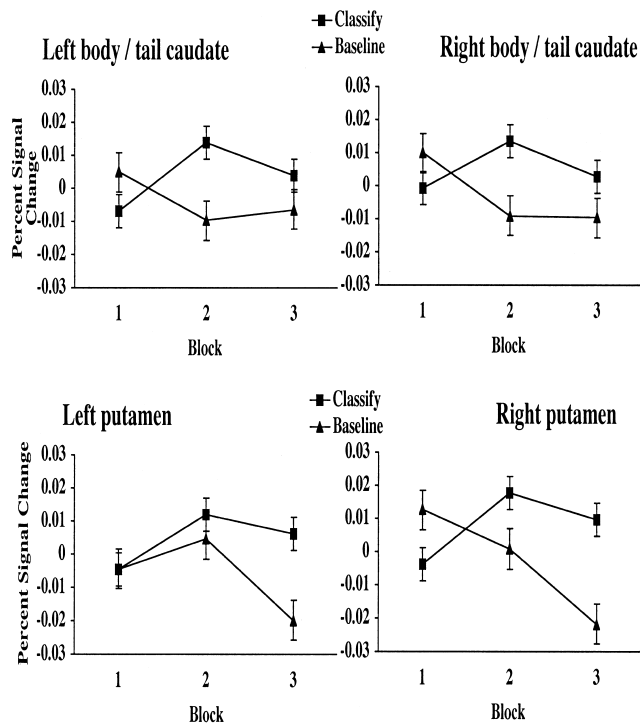 Classify
Baseline
Left body / tail caudate
Right body / tail caudate
Percent Signal
Change
0.03
0.02
0.01
0
-0.01
-0.02
-0.03
1 2 3
Block
0.03
0.02
0.01
0
-0.01
-0.02
-0.03
1 2 3
Block
Classify
Baseline
Left putamen
Right putamen
Percent Signal Change
0.03
0.02
0.01
0
-0.01
-0.02
-0.03
1 2 3
Block
0.03
0.02
0.01
0
-0.01
-0.02
-0.03
1 2 3
Block